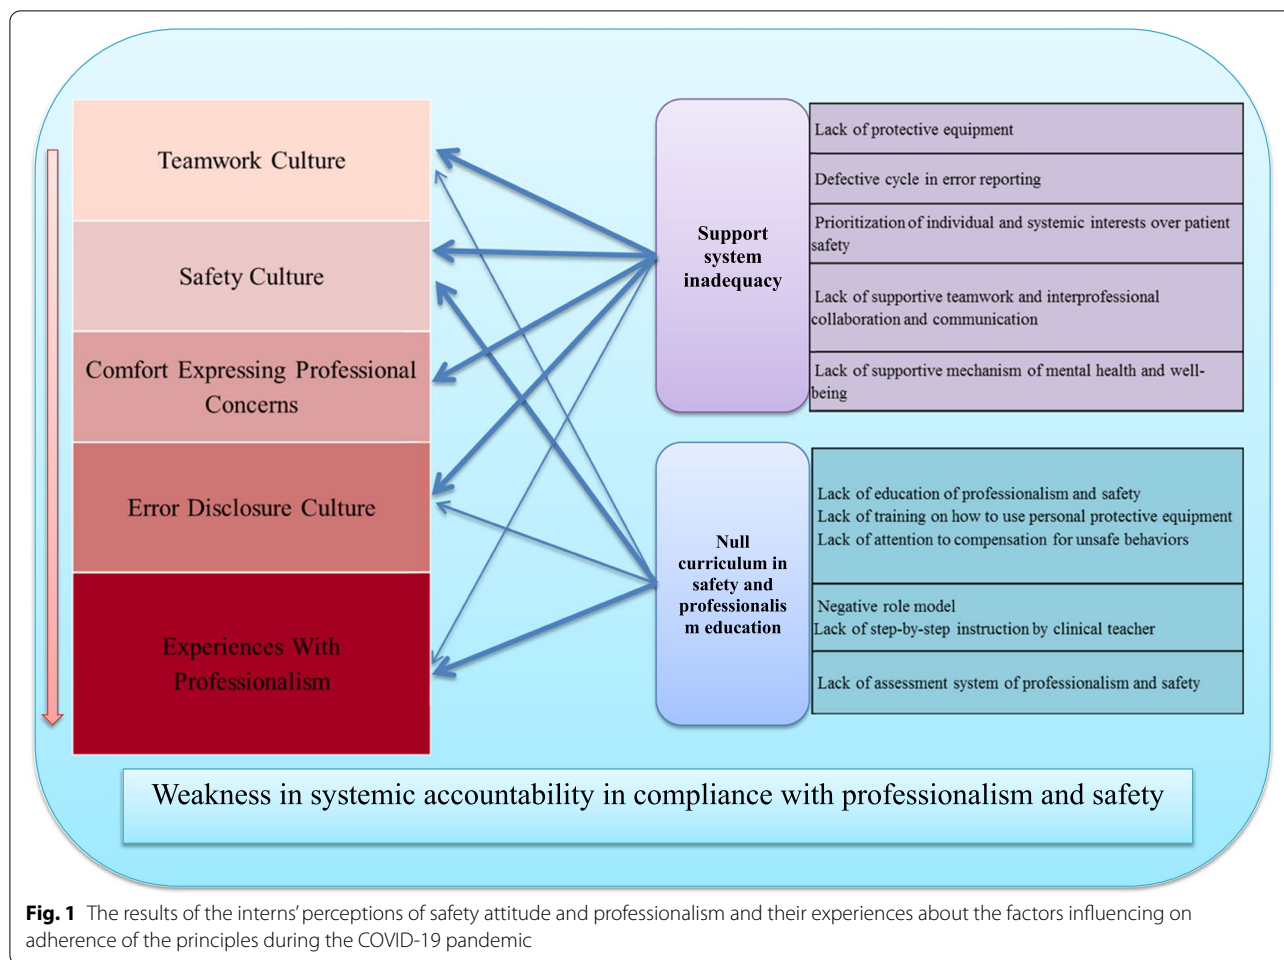 Teamwork Culture
Safety Culture
Comfort Expressing Professional
Concerns
Error Disclosure Culture
Experiences With
Professionalism
Support
system
inadequacy
Lack of protective equipment
Defective cycle in error reporting
Prioritization of individual and systemic interests over patient
safety
Lack of supportive teamwork and interprofessional
collaboration and communication
Lack of supportive mechanism of mental health and well-
being
Null
curriculum in
safety and
professionalis
m education
Lack of education of professionalism and safety
Lack of training on how to use personal protective equipment
Lack of attention to compensation for unsafe behaviors
Negative role model
Lack of step-by-step instruction by clinical teacher
Lack of assessment system of professionalism and safety
Weakness in systemic accountability in compliance with professionalism and safety
Fig. 1 The results of the interns' perceptions of safety attitude and professionalism and their experiences about the factors influencing on
adherence of the principles during the COVID-19 pandemic